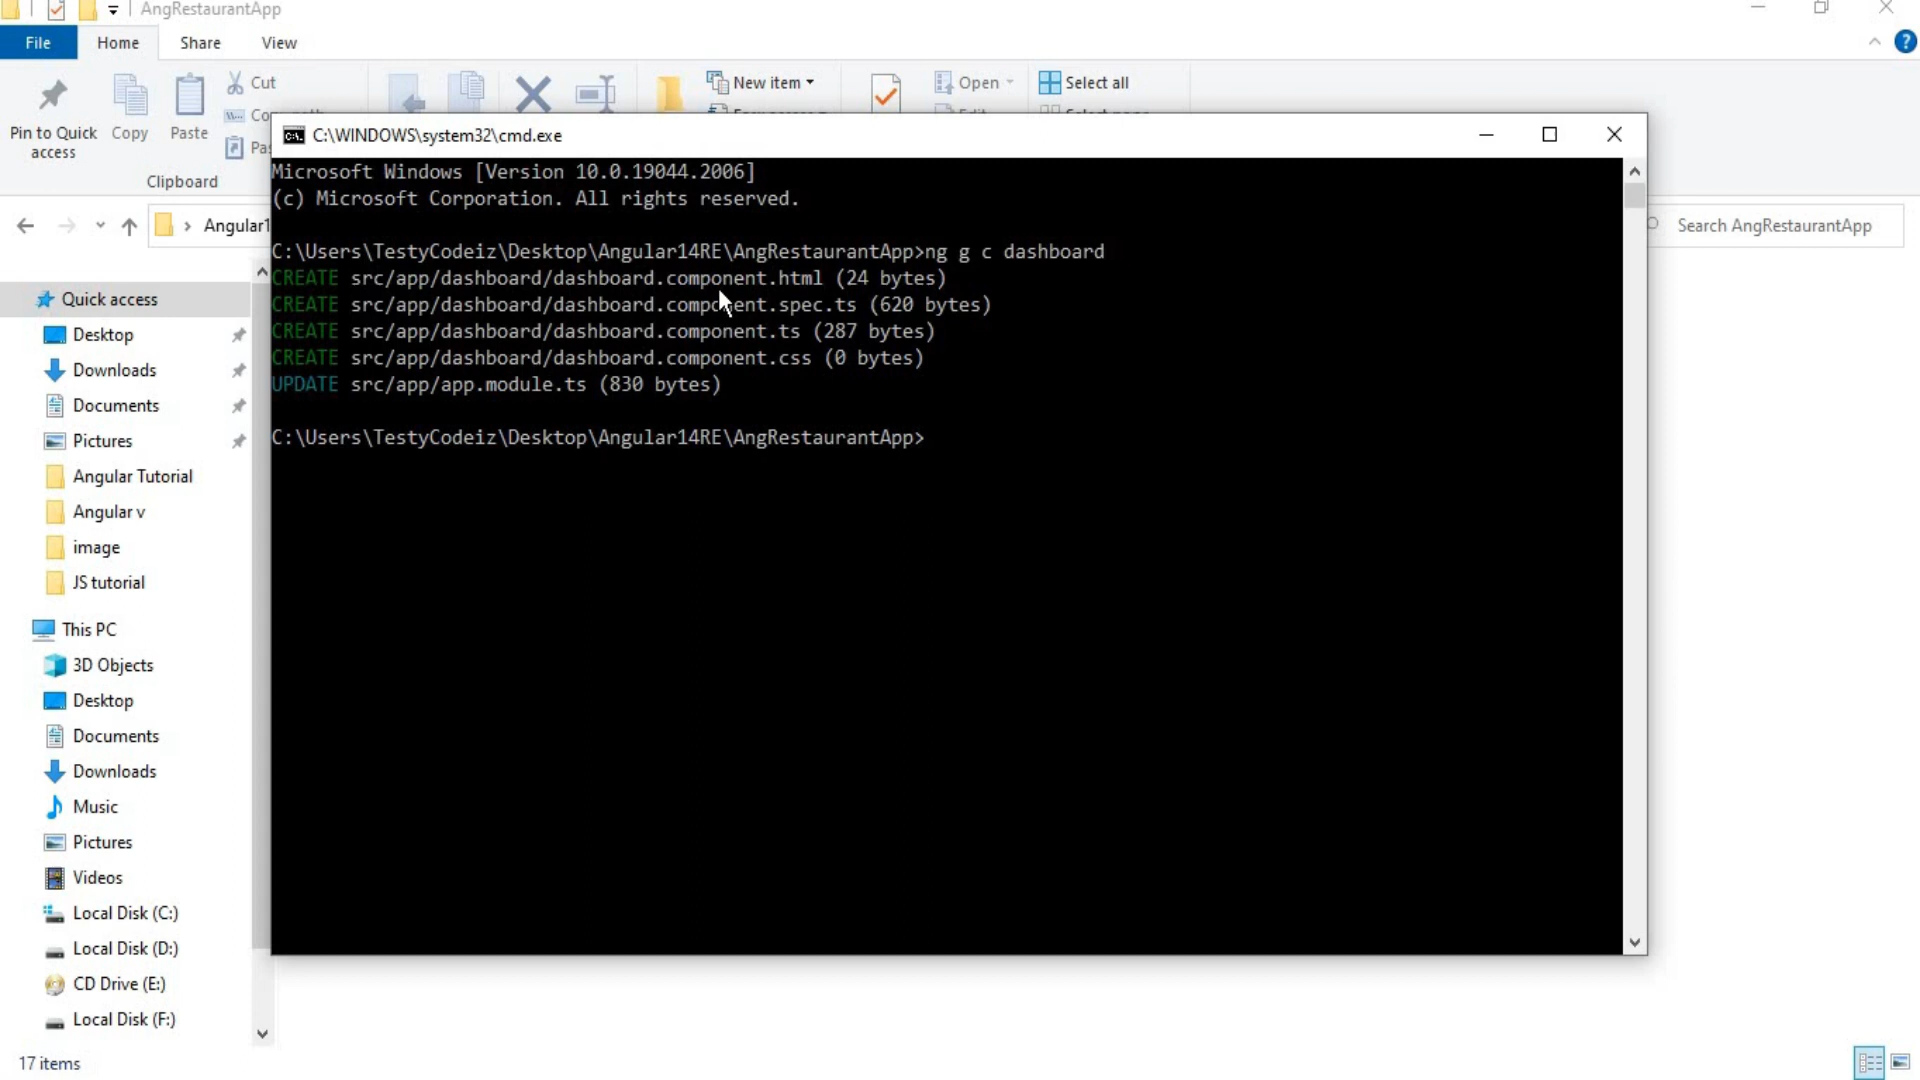 AngRestaurantApp
File
Home
Share
View
Pin to Quick
access
Copy
Paste
Cut
New item
Open
Select all
Clipboard
C:\WINDOWS\system32\cmd.exe
Microsoft Windows [Version 10.0.19044.2006]
(c) Microsoft Corporation. All rights reserved.
C:\Users\TestyCodeiz\Desktop\Angular14RE\AngRestaurantApp>ng g c dashboard
CREATE src/app/dashboard/dashboard.component.html (24 bytes)
CREATE src/app/dashboard/dashboard.component.spec.ts (620 bytes)
CREATE src/app/dashboard/dashboard.component.ts (287 bytes)
CREATE src/app/dashboard/dashboard.component.css (0 bytes)
UPDATE src/app/app.module.ts (830 bytes)
C:\Users\TestyCodeiz\Desktop\Angular14RE\AngRestaurantApp>
Angular1
Search AngRestaurantApp
Quick access
Desktop
Downloads
Documents
Pictures
Angular Tutorial
Angular v
image
JS tutorial
This PC
3D Objects
Desktop
Documents
Downloads
Music
Pictures
Videos
Local Disk (C:)
Local Disk (D:)
CD Drive (E:)
Local Disk (F:)
17 items